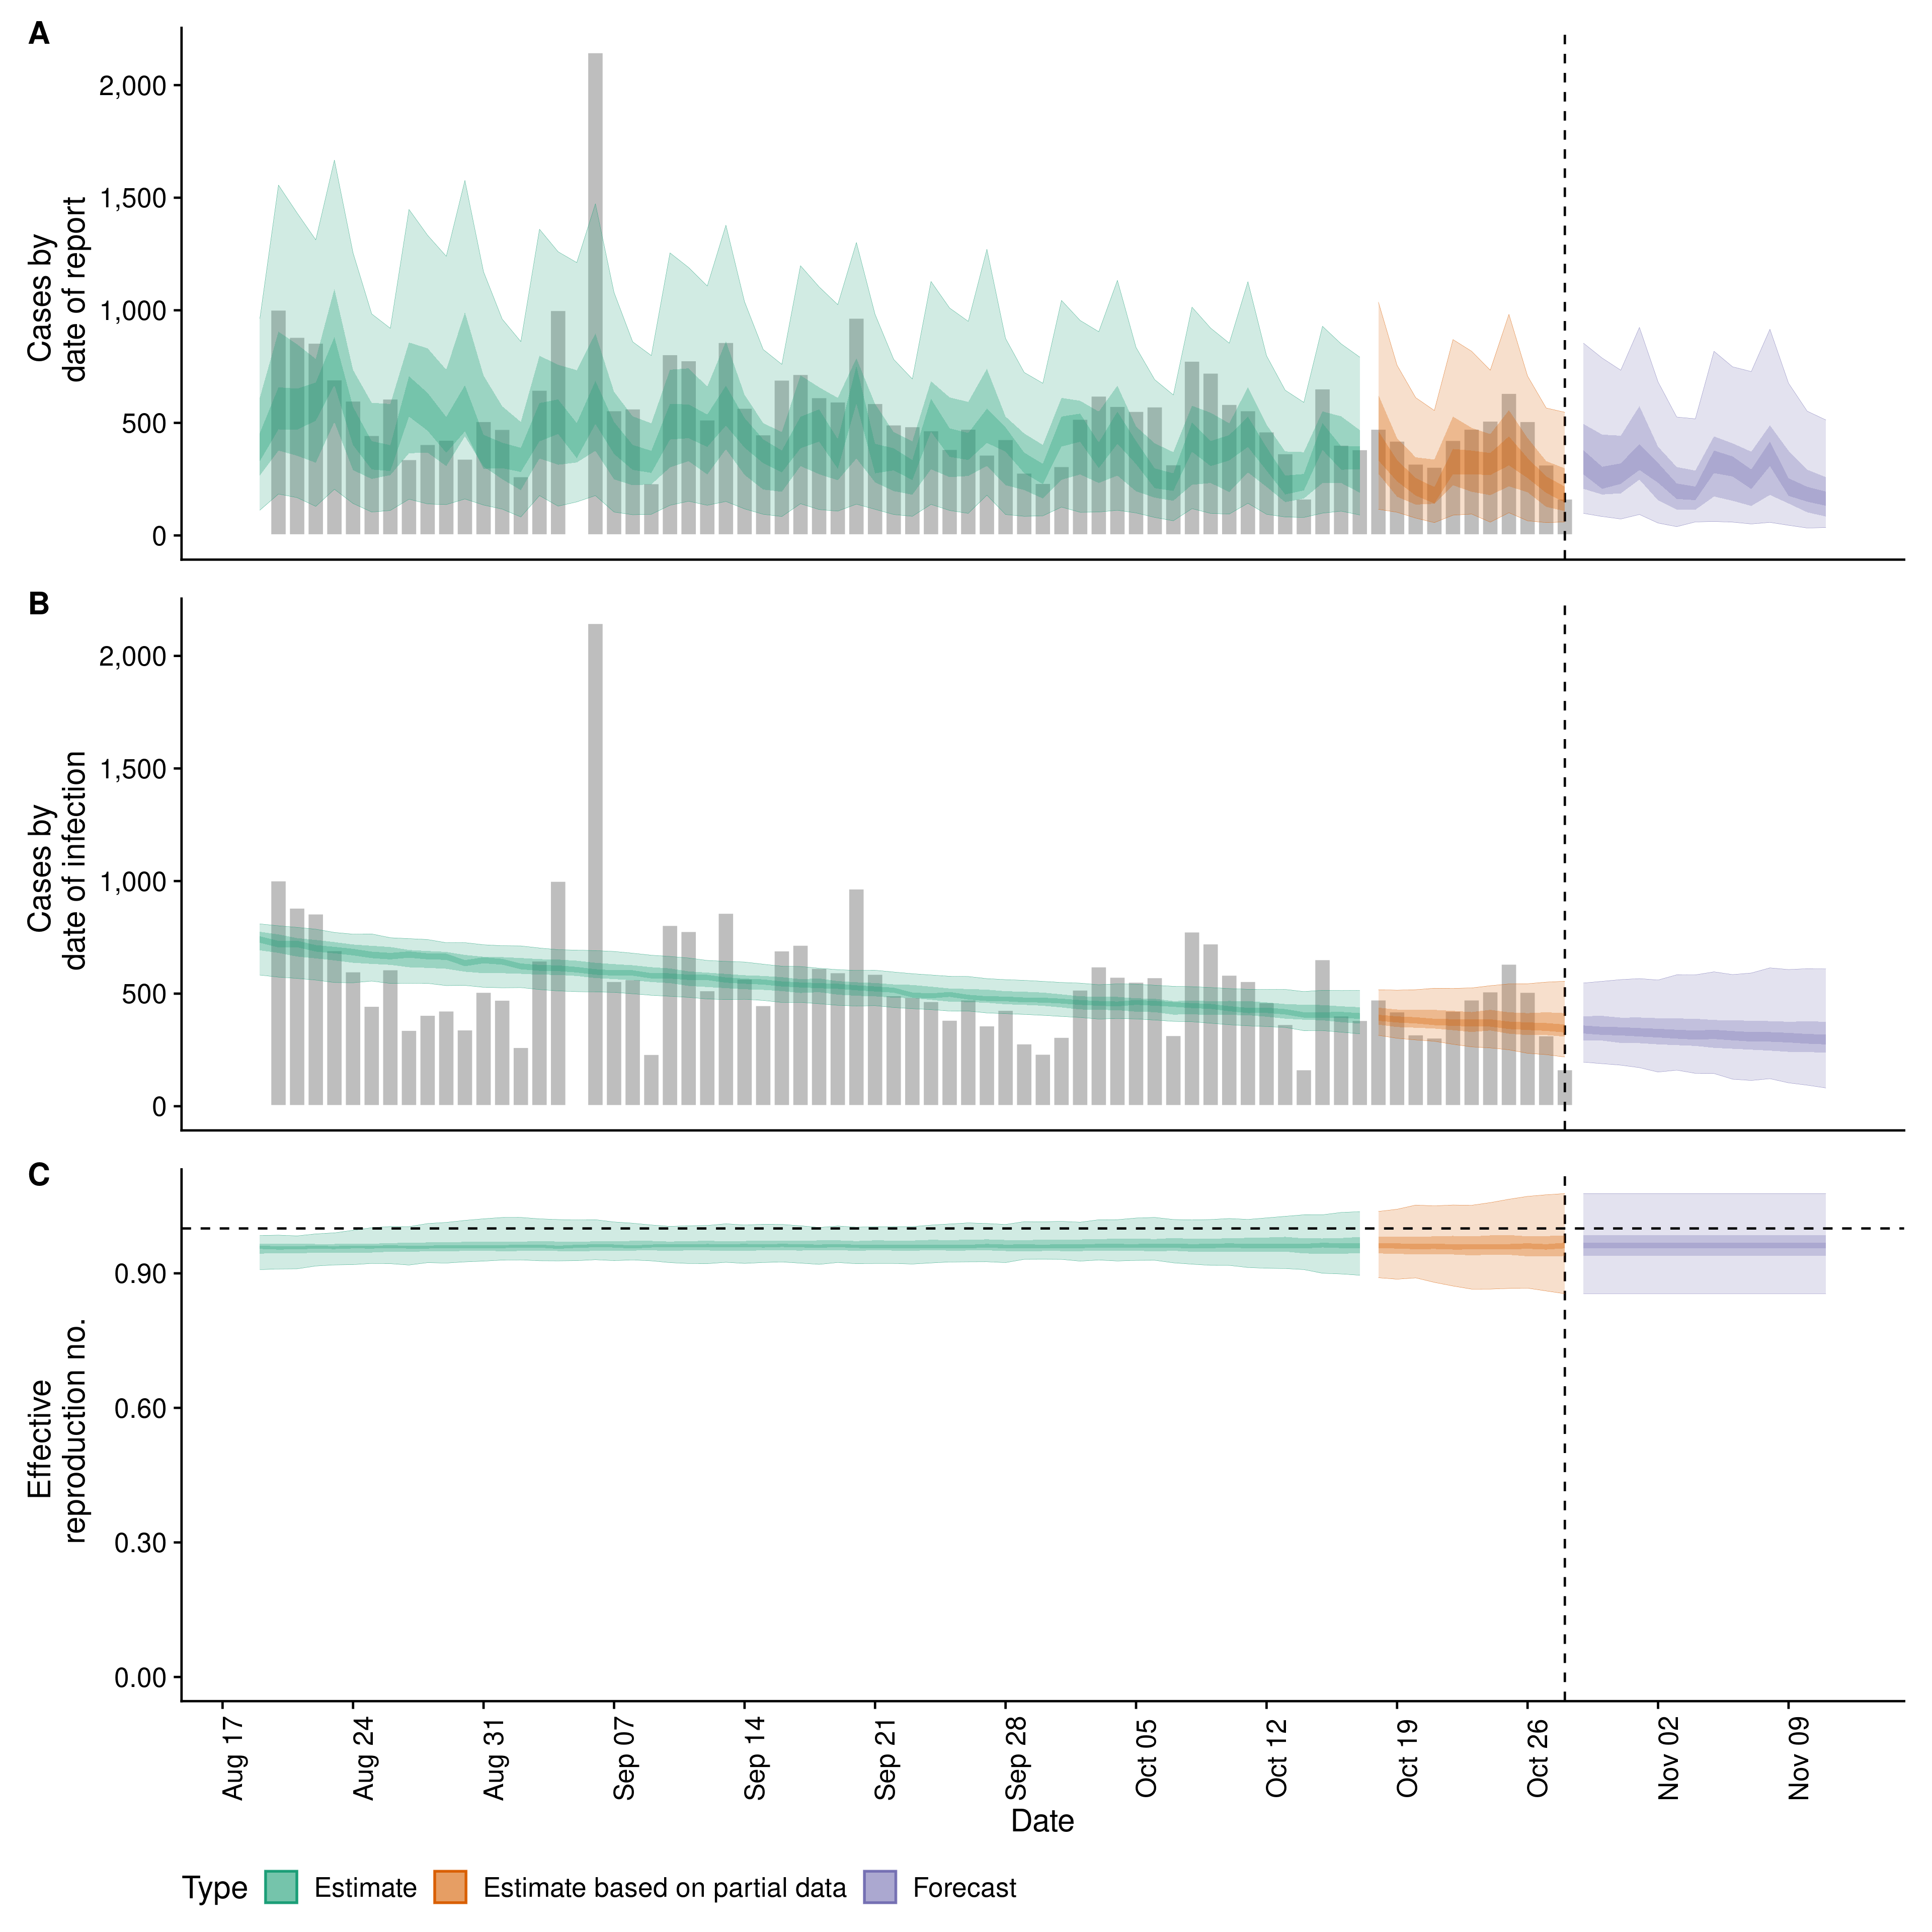 A
Cases by
date of report
2,000
1,500
1,000
500
0
B
Cases by
date of infection
2,000
1,500
1,000
500
0
C
Effective
reproduction no.
0.90
0.60
0.30
0.00
Aug 17
Aug 24
Aug 31
Sep 07
Sep 14
Sep 21
Sep 28
Oct 05
Oct 12
Oct 19
Oct 26
Nov 02
Nov 09
Date
Type Estimate Estimate based on partial data Forecast